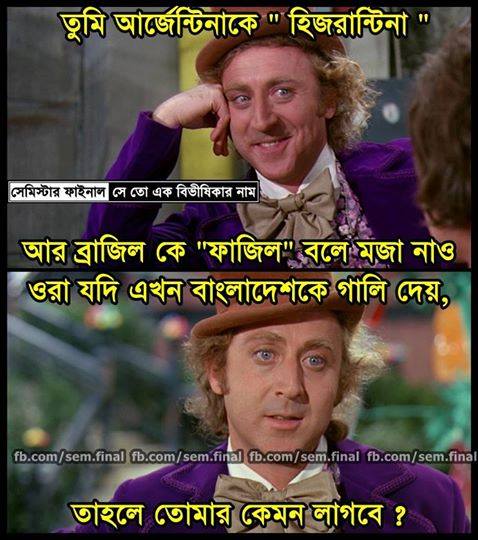 তুমি আর্জেন্টিনাকে " হিজরান্টিনা "
সেমিস্টার ফাইনাল সে তো এক বিভীষিকার নাম
আর ব্রাজিল কে "ফাজিল" বলে মজা নাও
ওরা যদি এখন বাংলাদেশকে গালি দেয়,
fb.com/sem.final fb.com/sem.final fb.com/sem.final fb.com/sem.final
তাহলে তোমার কেমন লাগবে ?